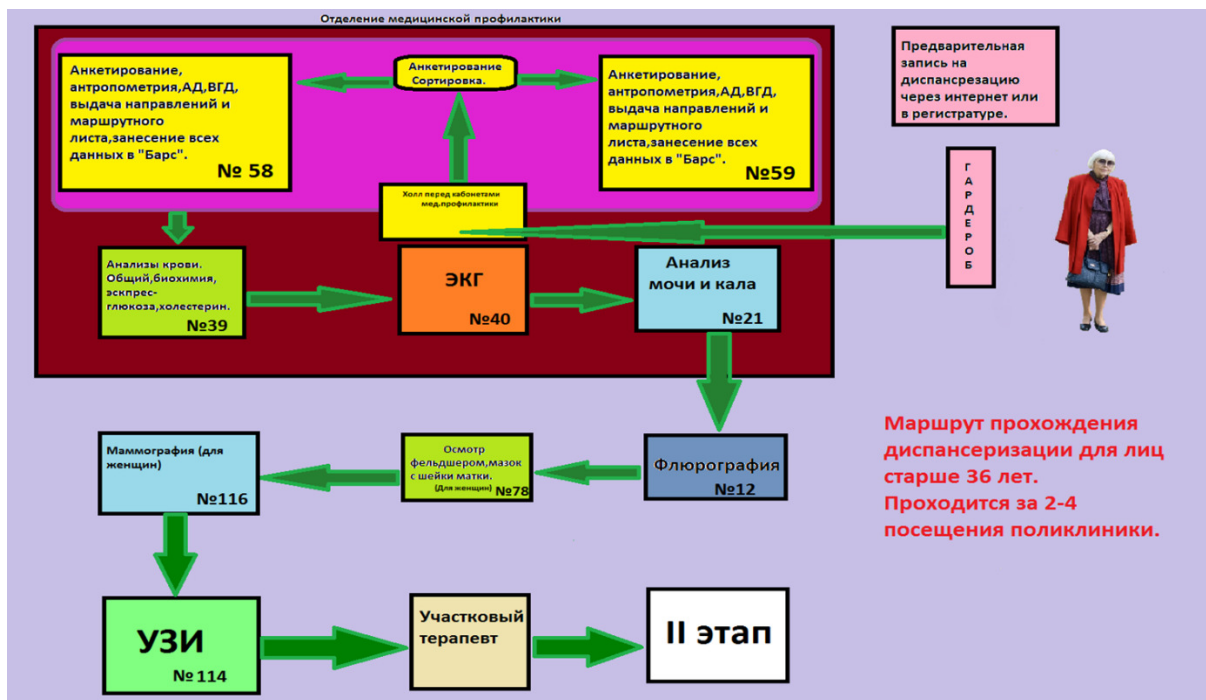 Отделение медицинской профилактики
Анкетирование,
антропометрия,АД,ВГД,
выдача направлений и
маршрутного
листа,занесение всех
данных в "Барс".
№ 58
Анкетирование
Сортировка.
Анкетирование,
антропометрия,АД,ВГД,
выдача направлений и
маршрутного
листа,занесение всех
данных в "Барс".
№59
Предварительная
запись на
диспансрезацию
через интернет или
в регистратуре.
Холл перед кабонетами
мед.профилактики
ГАРДЕРОБ
Анализы крови.
Общий,биохимия,
эскпрес-
глюкоза,холестерин.
№39
ЭКГ
№40
Анализ
мочи и кала
№21
Маммография (для
женщин)
№116
Осмотр
фельдшером,мазок
с шейки матки.
(Для женщин)
№78
Флюрография
№12
Маршрут прохождения
диспансеризации для лиц
старше 36 лет.
Проходится за 2-4
посещения поликлиники.
УЗИ
№ 114
Участковый
терапевт
II этап